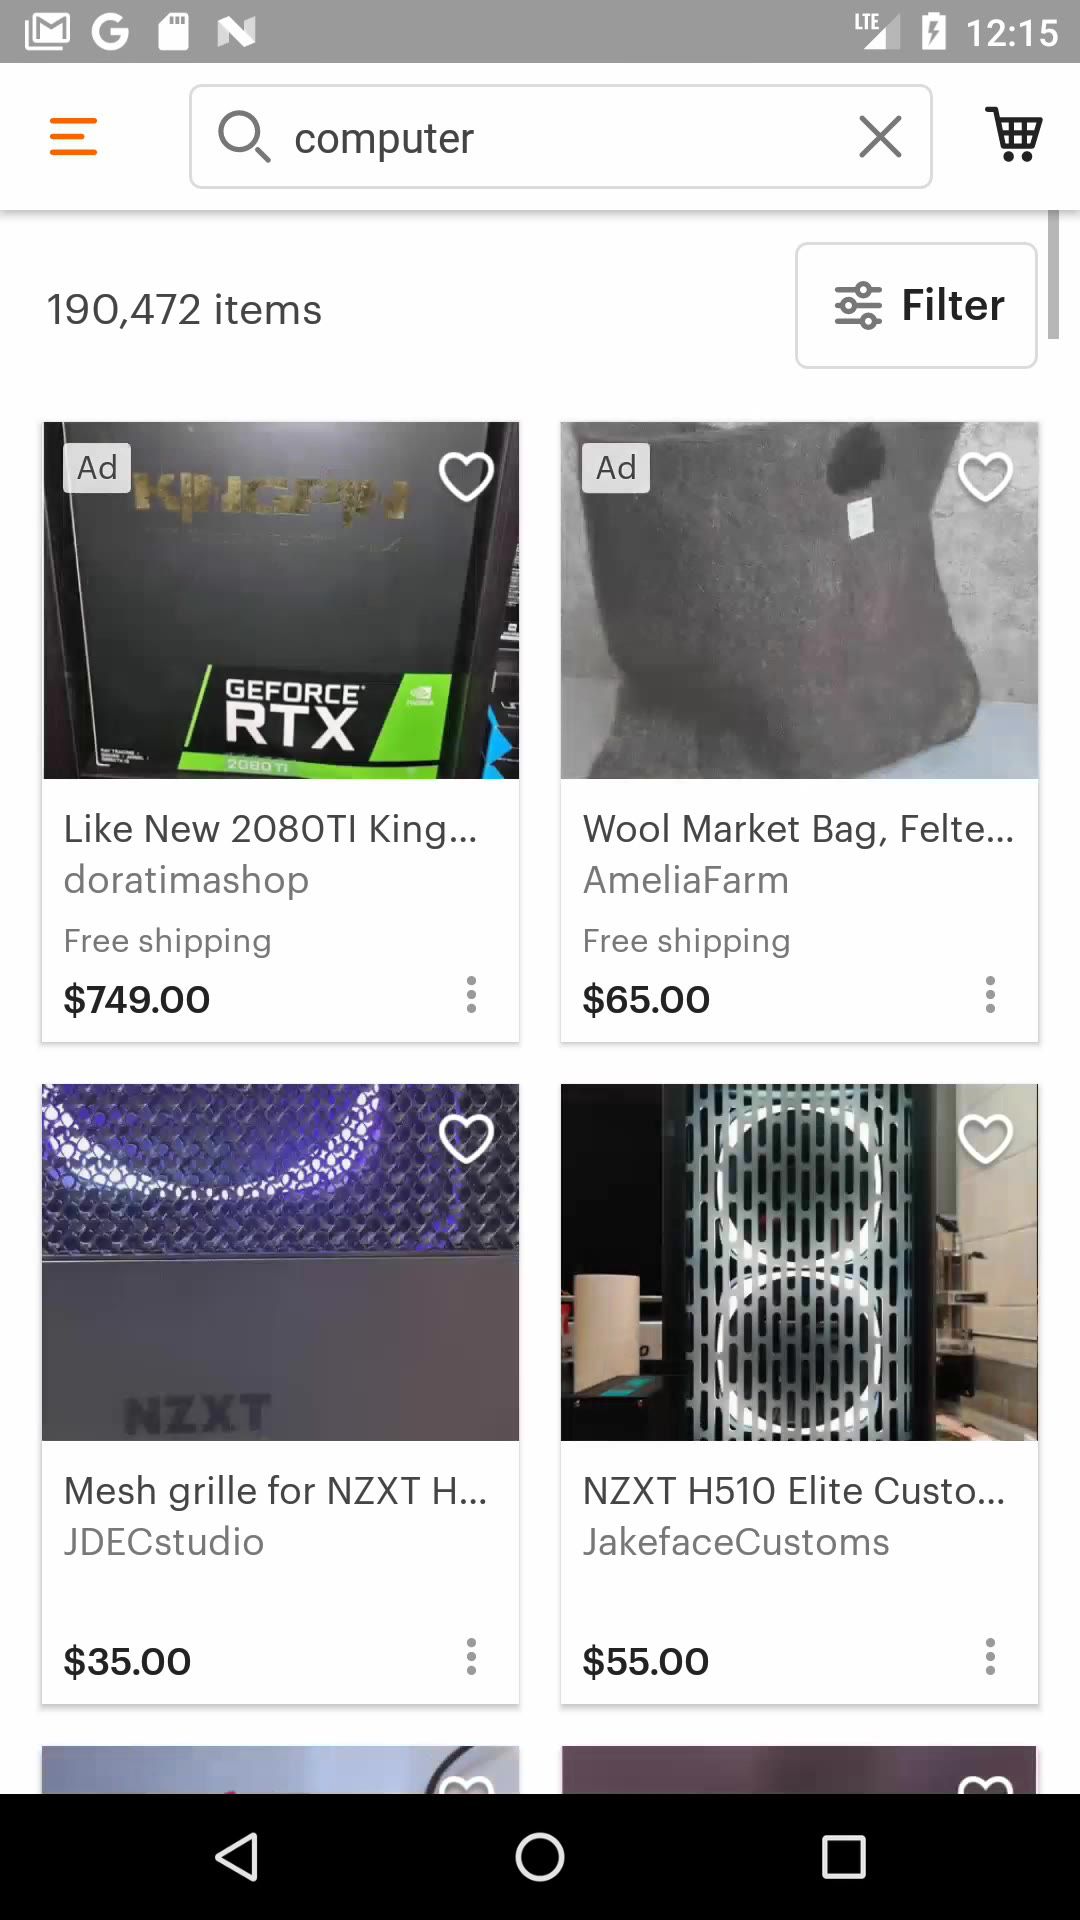 12:15
LTE
computer
190,472 items
Filter
Ad
KINGPIN
GEFORCE
RTX
2080 TI
Ad
Like New 2080TI King...
doratimashop
Free shipping
$749.00
Wool Market Bag, Felte...
AmeliaFarm
Free shipping
$65.00
NZXT
Mesh grille for NZXT H...
JDECstudio
$35.00
NZXT H510 Elite Custo...
JakefaceCustoms
$55.00